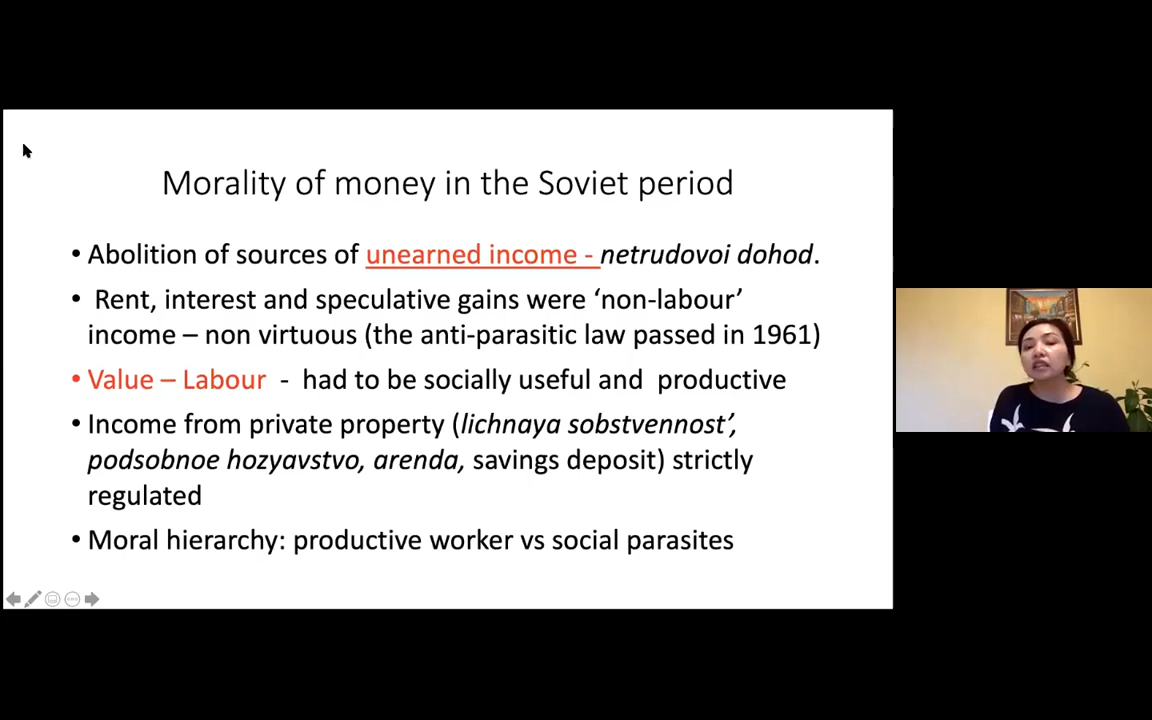 Morality of money in the Soviet period
• Abolition of sources of unearned income - netrudovoi dohod.
• Rent, interest and speculative gains were ‘non-labour’
income – non virtuous (the anti-parasitic law passed in 1961)
• Value – Labour - had to be socially useful and productive
• Income from private property (lichnaya sobstvennost’,
podsobnoe hozyavstvo, arenda, savings deposit) strictly
regulated
• Moral hierarchy: productive worker vs social parasites